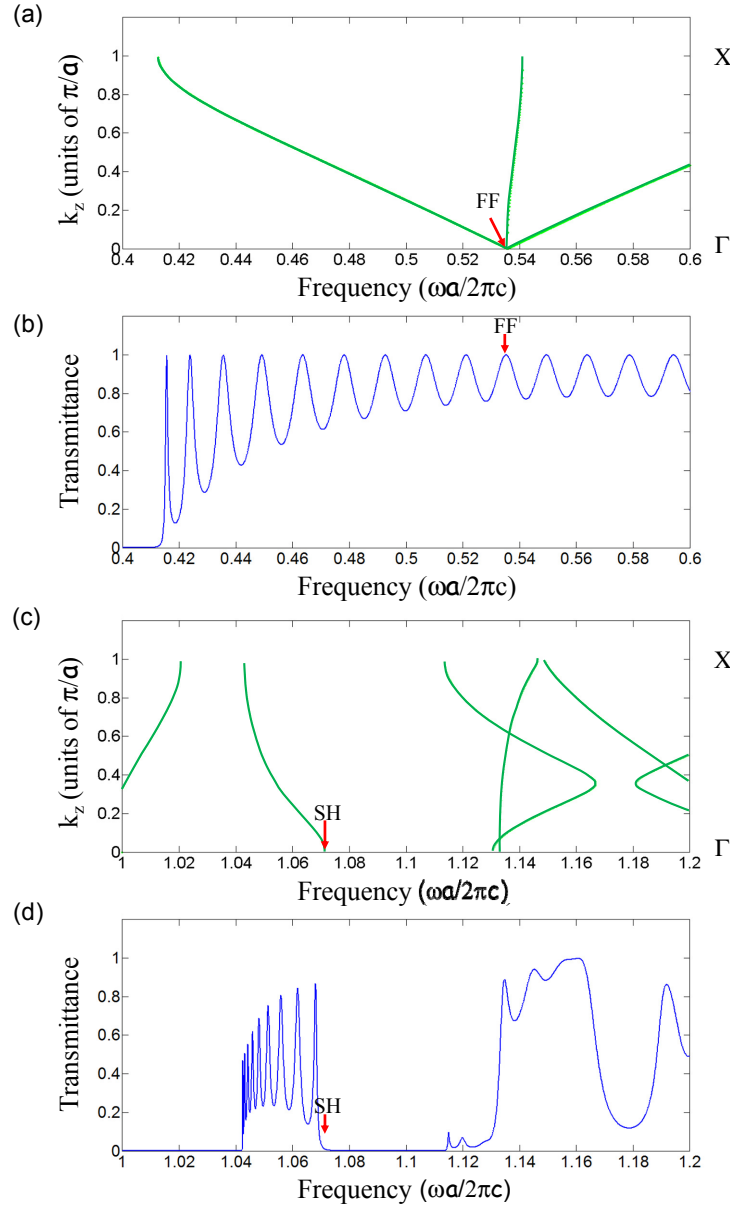 (a)
X
1
0.8
0.6
0.4
0.2
0
k_z (units of π/a)
FF
Γ
0.4 0.42 0.44 0.46 0.48 0.5 0.52 0.54 0.56 0.58 0.6
Frequency (ωa/2πc)
(b)
FF
1
0.8
0.6
0.4
0.2
0
Transmittance
0.4 0.42 0.44 0.46 0.48 0.5 0.52 0.54 0.56 0.58 0.6
Frequency (ωa/2πc)
(c)
X
1
0.8
0.6
0.4
0.2
0
k_z (units of π/a)
SH
Γ
1 1.02 1.04 1.06 1.08 1.1 1.12 1.14 1.16 1.18 1.2
Frequency (ωa/2πc)
(d)
1
0.8
0.6
0.4
0.2
0
Transmittance
SH
1 1.02 1.04 1.06 1.08 1.1 1.12 1.14 1.16 1.18 1.2
Frequency (ωa/2πc)